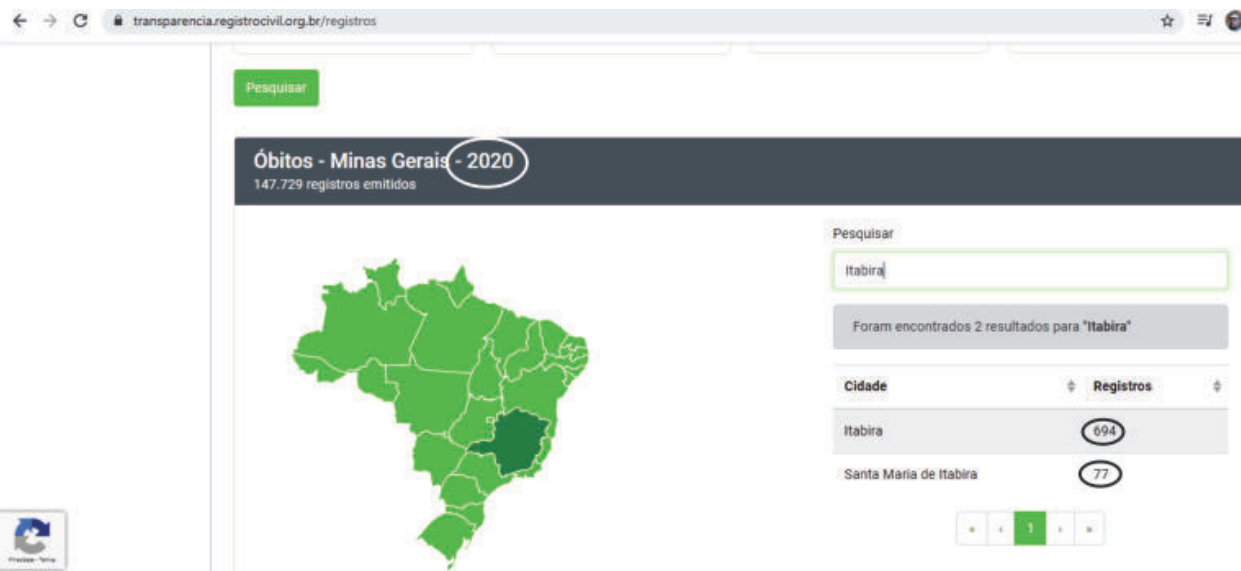 transparencia.registrocivil.org.br/registros
Pesquisar
Óbitos - Minas Gerais - 2020
147.729 registros emitidos
Pesquisar
Itabira
Foram encontrados 2 resultados para "Itabira"
Cidade Registros
Itabira 694
Santa Maria de Itabira 77
« ‹ 1 › »